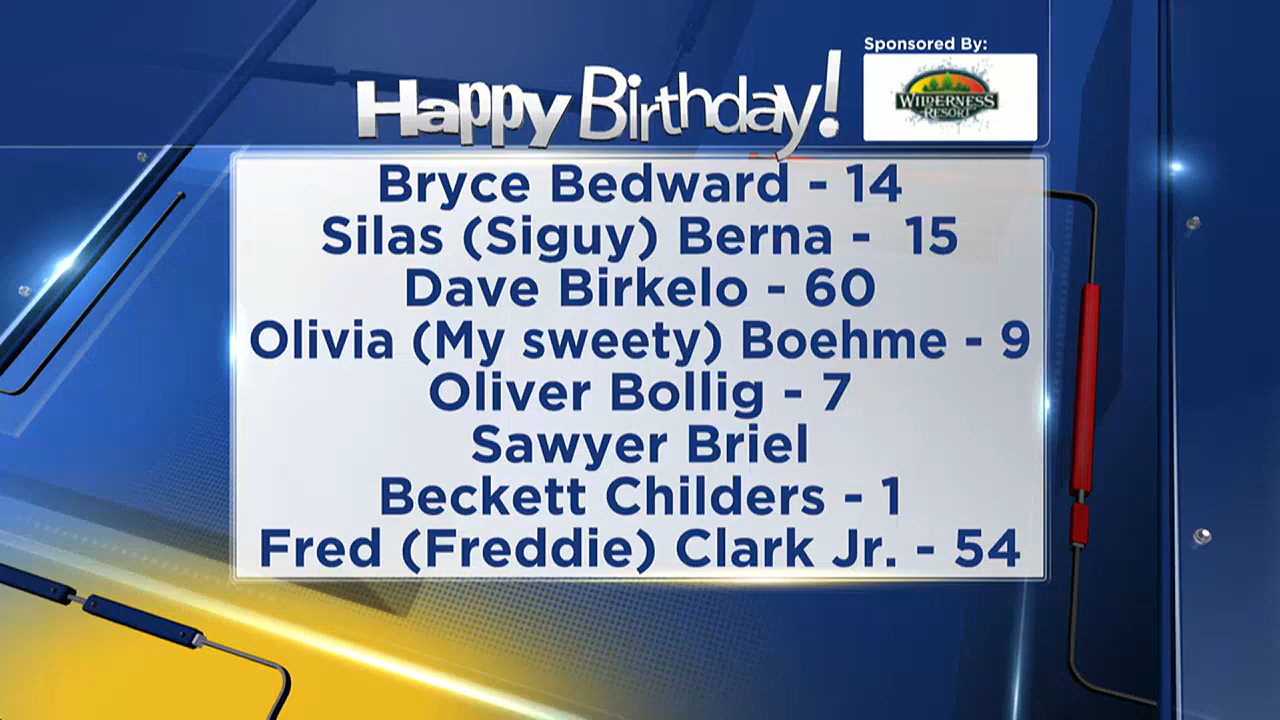 Happy Birthday!
Sponsored By:
WILDERNESS
RESORT
Bryce Bedward - 14
Silas (Siguy) Berna - 15
Dave Birkelo - 60
Olivia (My sweety) Boehme - 9
Oliver Bollig - 7
Sawyer Briel
Beckett Childers - 1
Fred (Freddie) Clark Jr. - 54